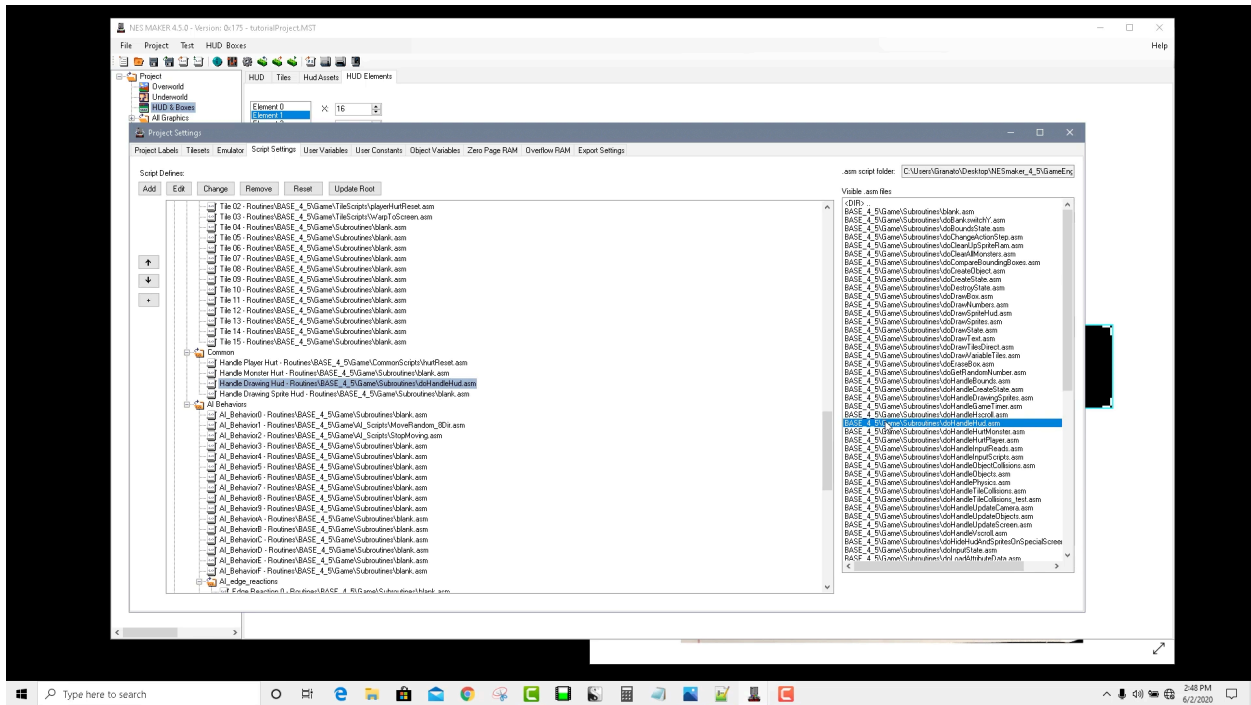 NES MAKER 4.5.0 - Version: 0x175 - tutorialProject.MST
File Project Test HUD Boxes Help
Project
Overworld
Underworld
HUD & Boxes
All Graphics
HUD Tiles Hud Assets HUD Elements
Element 0
Element 1
X: 16
Project Settings
Project Labels Tilesets Emulator Script Settings User Variables User Constants Object Variables Zero Page RAM Overflow RAM Export Settings
Script Defines:
Add Edit Change Remove Reset Update Root
Tile 02 - Routines\BASE_4_5\Game\TileScripts\playerHurtReset.asm
Tile 03 - Routines\BASE_4_5\Game\TileScripts\WarpToScreen.asm
Tile 04 - Routines\BASE_4_5\Game\Subroutines\blank.asm
Tile 05 - Routines\BASE_4_5\Game\Subroutines\blank.asm
Tile 06 - Routines\BASE_4_5\Game\Subroutines\blank.asm
Tile 07 - Routines\BASE_4_5\Game\Subroutines\blank.asm
Tile 08 - Routines\BASE_4_5\Game\Subroutines\blank.asm
Tile 09 - Routines\BASE_4_5\Game\Subroutines\blank.asm
Tile 10 - Routines\BASE_4_5\Game\Subroutines\blank.asm
Tile 11 - Routines\BASE_4_5\Game\Subroutines\blank.asm
Tile 12 - Routines\BASE_4_5\Game\Subroutines\blank.asm
Tile 13 - Routines\BASE_4_5\Game\Subroutines\blank.asm
Tile 14 - Routines\BASE_4_5\Game\Subroutines\blank.asm
Tile 15 - Routines\BASE_4_5\Game\Subroutines\blank.asm
Common
Handle Player Hurt - Routines\BASE_4_5\Game\CommonScripts\hurtReset.asm
Handle Monster Hurt - Routines\BASE_4_5\Game\Subroutines\blank.asm
Handle Drawing Hud - Routines\BASE_4_5\Game\Subroutines\doHandleHud.asm
Handle Drawing Sprite Hud - Routines\BASE_4_5\Game\Subroutines\blank.asm
AI Behaviors
AI_Behavior0 - Routines\BASE_4_5\Game\Subroutines\blank.asm
AI_Behavior1 - Routines\BASE_4_5\Game\AI_Scripts\MoveRandom_8Dir.asm
AI_Behavior2 - Routines\BASE_4_5\Game\AI_Scripts\StopMoving.asm
AI_Behavior3 - Routines\BASE_4_5\Game\Subroutines\blank.asm
AI_Behavior4 - Routines\BASE_4_5\Game\Subroutines\blank.asm
AI_Behavior5 - Routines\BASE_4_5\Game\Subroutines\blank.asm
AI_Behavior6 - Routines\BASE_4_5\Game\Subroutines\blank.asm
AI_Behavior7 - Routines\BASE_4_5\Game\Subroutines\blank.asm
AI_Behavior8 - Routines\BASE_4_5\Game\Subroutines\blank.asm
AI_Behavior9 - Routines\BASE_4_5\Game\Subroutines\blank.asm
AI_BehaviorA - Routines\BASE_4_5\Game\Subroutines\blank.asm
AI_BehaviorB - Routines\BASE_4_5\Game\Subroutines\blank.asm
AI_BehaviorC - Routines\BASE_4_5\Game\Subroutines\blank.asm
AI_BehaviorD - Routines\BASE_4_5\Game\Subroutines\blank.asm
AI_BehaviorE - Routines\BASE_4_5\Game\Subroutines\blank.asm
AI_BehaviorF - Routines\BASE_4_5\Game\Subroutines\blank.asm
AI_edge_reactions
Edge Reaction 0 - Routines\BASE_4_5\Game\Subroutines\blank.asm
.asm script folder: C:\Users\Granato\Desktop\NESmaker_4_5\GameEng
Visible .asm files
<DIR> ..
BASE_4_5\Game\Subroutines\blank.asm
BASE_4_5\Game\Subroutines\doBankswitchY.asm
BASE_4_5\Game\Subroutines\doBoundsState.asm
BASE_4_5\Game\Subroutines\doChangeActionStep.asm
BASE_4_5\Game\Subroutines\doCleanUpSpriteRam.asm
BASE_4_5\Game\Subroutines\doClearAllMonsters.asm
BASE_4_5\Game\Subroutines\doCompareBoundingBoxes.asm
BASE_4_5\Game\Subroutines\doCreateObject.asm
BASE_4_5\Game\Subroutines\doCreateState.asm
BASE_4_5\Game\Subroutines\doDestroyState.asm
BASE_4_5\Game\Subroutines\doDrawBox.asm
BASE_4_5\Game\Subroutines\doDrawNumbers.asm
BASE_4_5\Game\Subroutines\doDrawSpriteHud.asm
BASE_4_5\Game\Subroutines\doDrawSprites.asm
BASE_4_5\Game\Subroutines\doDrawState.asm
BASE_4_5\Game\Subroutines\doDrawText.asm
BASE_4_5\Game\Subroutines\doDrawTilesDirect.asm
BASE_4_5\Game\Subroutines\doDrawVariableTiles.asm
BASE_4_5\Game\Subroutines\doEraseBox.asm
BASE_4_5\Game\Subroutines\doGetRandomNumber.asm
BASE_4_5\Game\Subroutines\doHandleBounds.asm
BASE_4_5\Game\Subroutines\doHandleCreateState.asm
BASE_4_5\Game\Subroutines\doHandleDrawingSprites.asm
BASE_4_5\Game\Subroutines\doHandleGameTimer.asm
BASE_4_5\Game\Subroutines\doHandleHscroll.asm
BASE_4_5\Game\Subroutines\doHandleHud.asm
BASE_4_5\Game\Subroutines\doHandleHurtMonster.asm
BASE_4_5\Game\Subroutines\doHandleHurtPlayer.asm
BASE_4_5\Game\Subroutines\doHandleInputReads.asm
BASE_4_5\Game\Subroutines\doHandleInputScripts.asm
BASE_4_5\Game\Subroutines\doHandleObjectCollisions.asm
BASE_4_5\Game\Subroutines\doHandleObjects.asm
BASE_4_5\Game\Subroutines\doHandlePhysics.asm
BASE_4_5\Game\Subroutines\doHandleTileCollisions.asm
BASE_4_5\Game\Subroutines\doHandleTileCollisions_test.asm
BASE_4_5\Game\Subroutines\doHandleUpdateCamera.asm
BASE_4_5\Game\Subroutines\doHandleUpdateObjects.asm
BASE_4_5\Game\Subroutines\doHandleUpdateScreen.asm
BASE_4_5\Game\Subroutines\doHandleVscroll.asm
BASE_4_5\Game\Subroutines\doHideHudAndSpritesOnSpecialScreen
BASE_4_5\Game\Subroutines\doInputState.asm
BASE_4_5\Game\Subroutines\doLoadAttributeData.asm
Type here to search
2:48 PM
6/2/2020